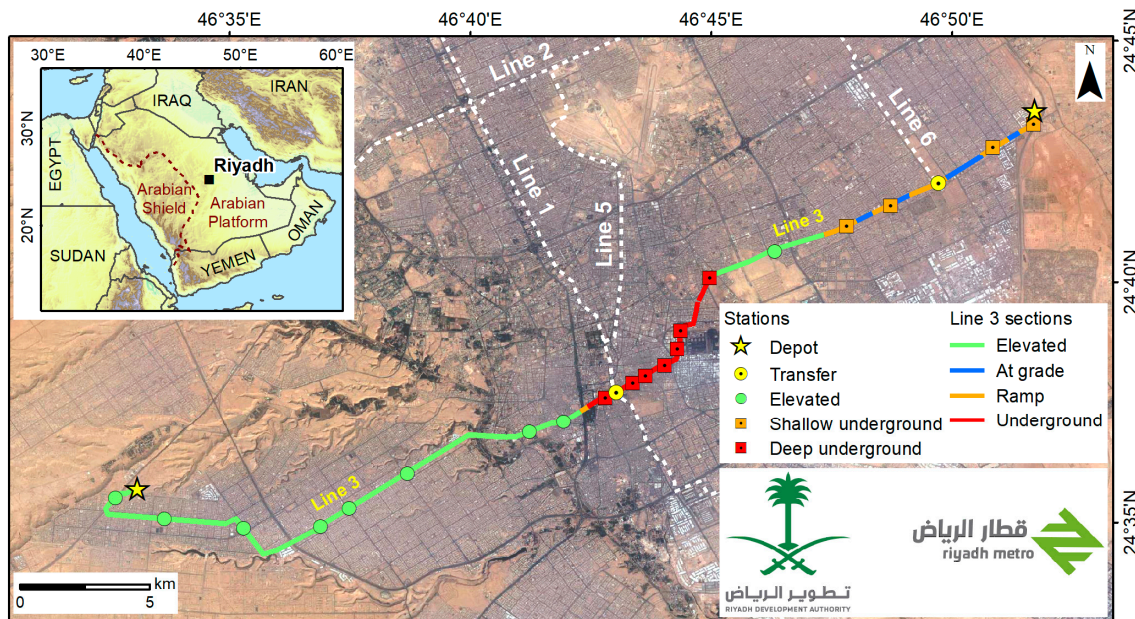 46°35'E
46°40'E
46°45'E
46°50'E
24°45'N
24°40'N
24°35'N
30°E
40°E
50°E
60°E
30°N
20°N
IRAQ
IRAN
EGYPT
Riyadh
Arabian
Shield
Arabian
Platform
OMAN
SUDAN
YEMEN
Line 2
Line 1
Line 5
Line 6
Line 3
Line 3
N
Stations
Depot
Transfer
Elevated
Shallow underground
Deep underground
Line 3 sections
Elevated
At grade
Ramp
Underground
تطوير الرياض
RIYADH DEVELOPMENT AUTHORITY
قطار الرياض
riyadh metro
km
0
5